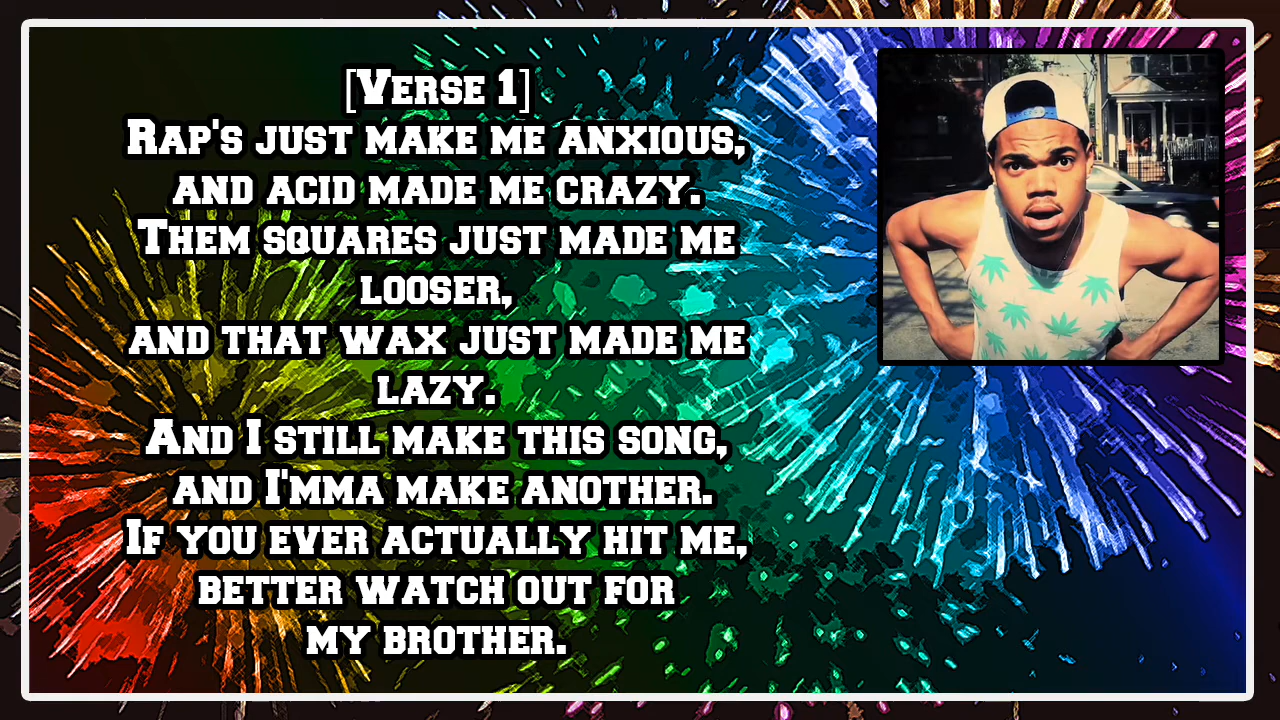 [Verse 1]
Rap's just make me anxious,
and acid made me crazy.
Them squares just made me
looser,
and that wax just made me
lazy.
And I still make this song,
and I'mma make another.
If you ever actually hit me,
better watch out for
my brother.